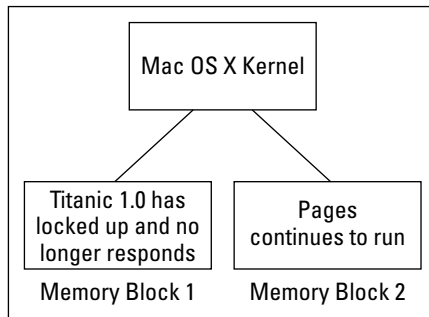 Mac OS X Kernel
Titanic 1.0 has
locked up and no
longer responds
Pages
continues to run
Memory Block 1
Memory Block 2